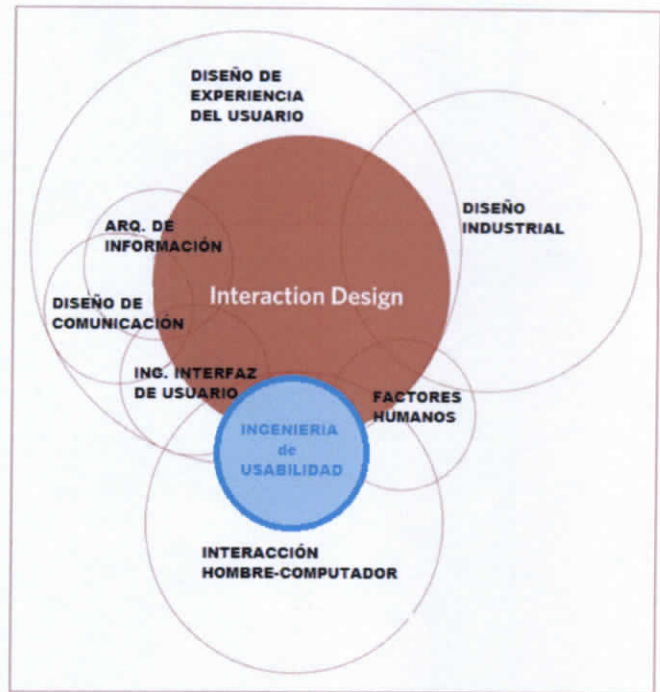 DISEÑO DE
EXPERIENCIA
DEL USUARIO
DISEÑO
INDUSTRIAL
ARQ. DE
INFORMACIÓN
Interaction Design
DISEÑO DE
COMUNICACIÓN
ING. INTERFAZ
DE USUARIO
FACTORES
HUMANOS
INGENIERIA
de
USABILIDAD
INTERACCIÓN
HOMBRE-COMPUTADOR